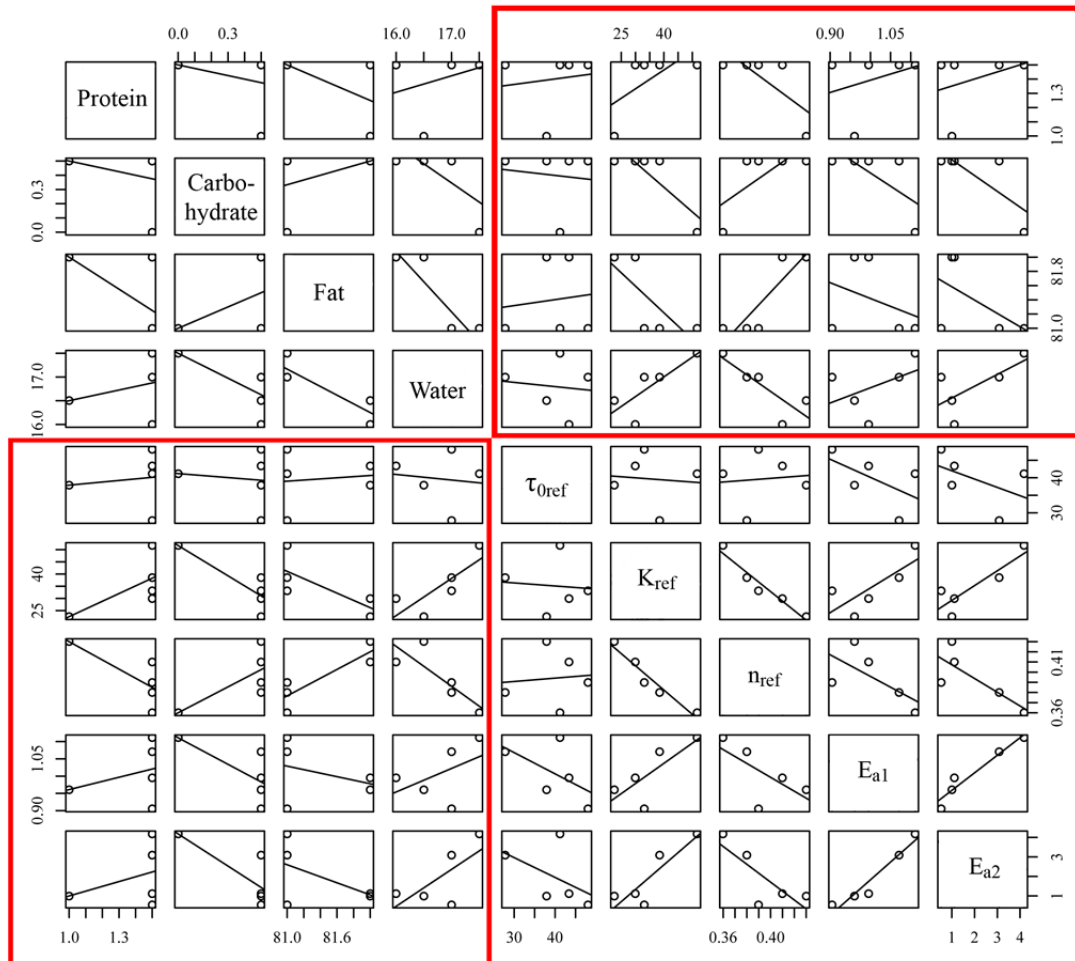 0.0 0.3 16.0 17.0 25 40 0.90 1.05
Protein
1.0 1.3
Carbo-
hydrate
0.0 0.3
Fat
81.0 81.8
Water
16.0 17.0
τ0ref
30 40
Kref
25 40
nref
0.36 0.41
Ea1
0.90 1.05
Ea2
1 3
1.0 1.3 81.0 81.6 30 40 0.36 0.40 1 2 3 4